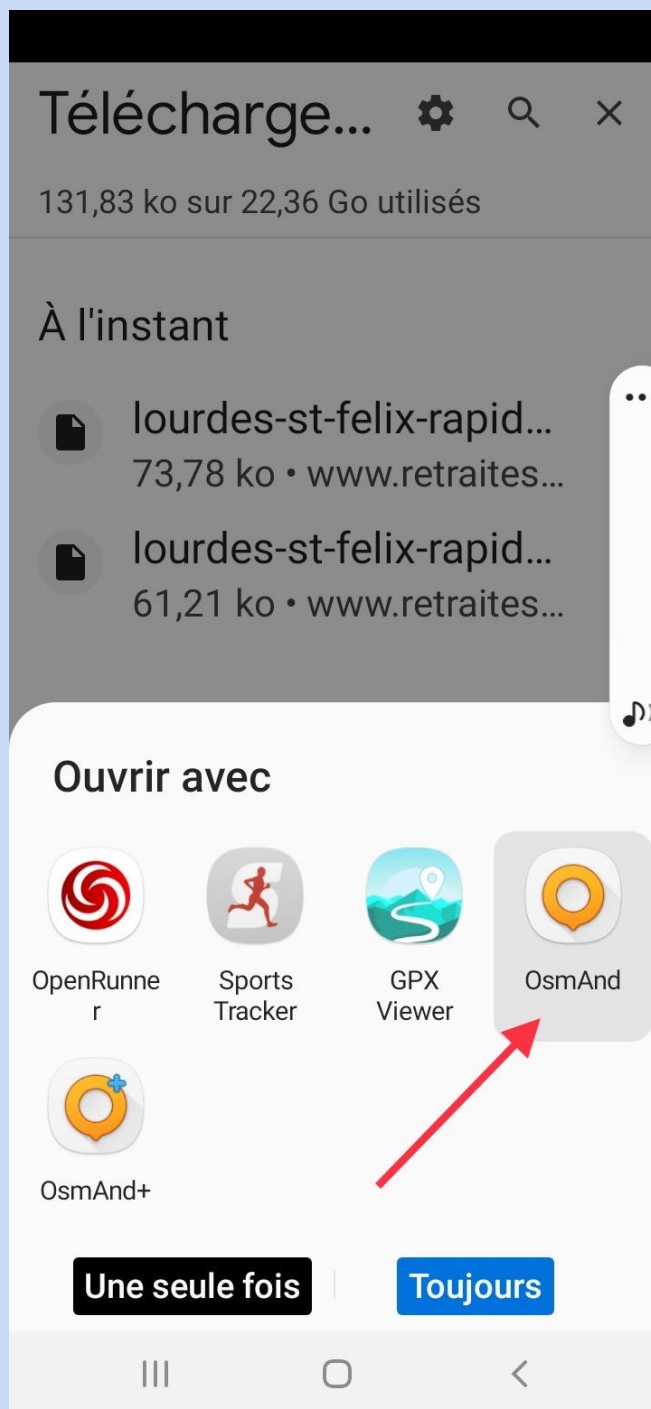 Télécharge...
131,83 ko sur 22,36 Go utilisés
À l'instant
lourdes-st-felix-rapid...
73,78 ko • www.retraites...
lourdes-st-felix-rapid...
61,21 ko • www.retraites...
Ouvrir avec
OpenRunne
r
Sports
Tracker
GPX
Viewer
OsmAnd
OsmAnd+
Une seule fois
Toujours